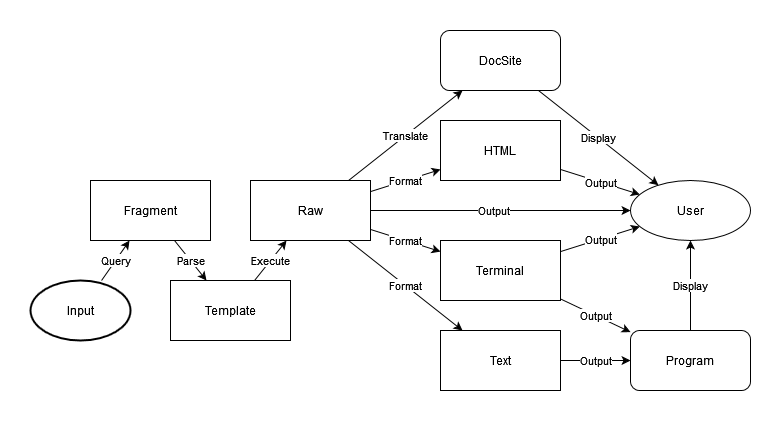 DocSite
Translate
Display
HTML
Format
Output
Fragment
Raw
Output
User
Format
Output
Query
Parse
Execute
Terminal
Format
Display
Input
Template
Output
Text
Output
Program